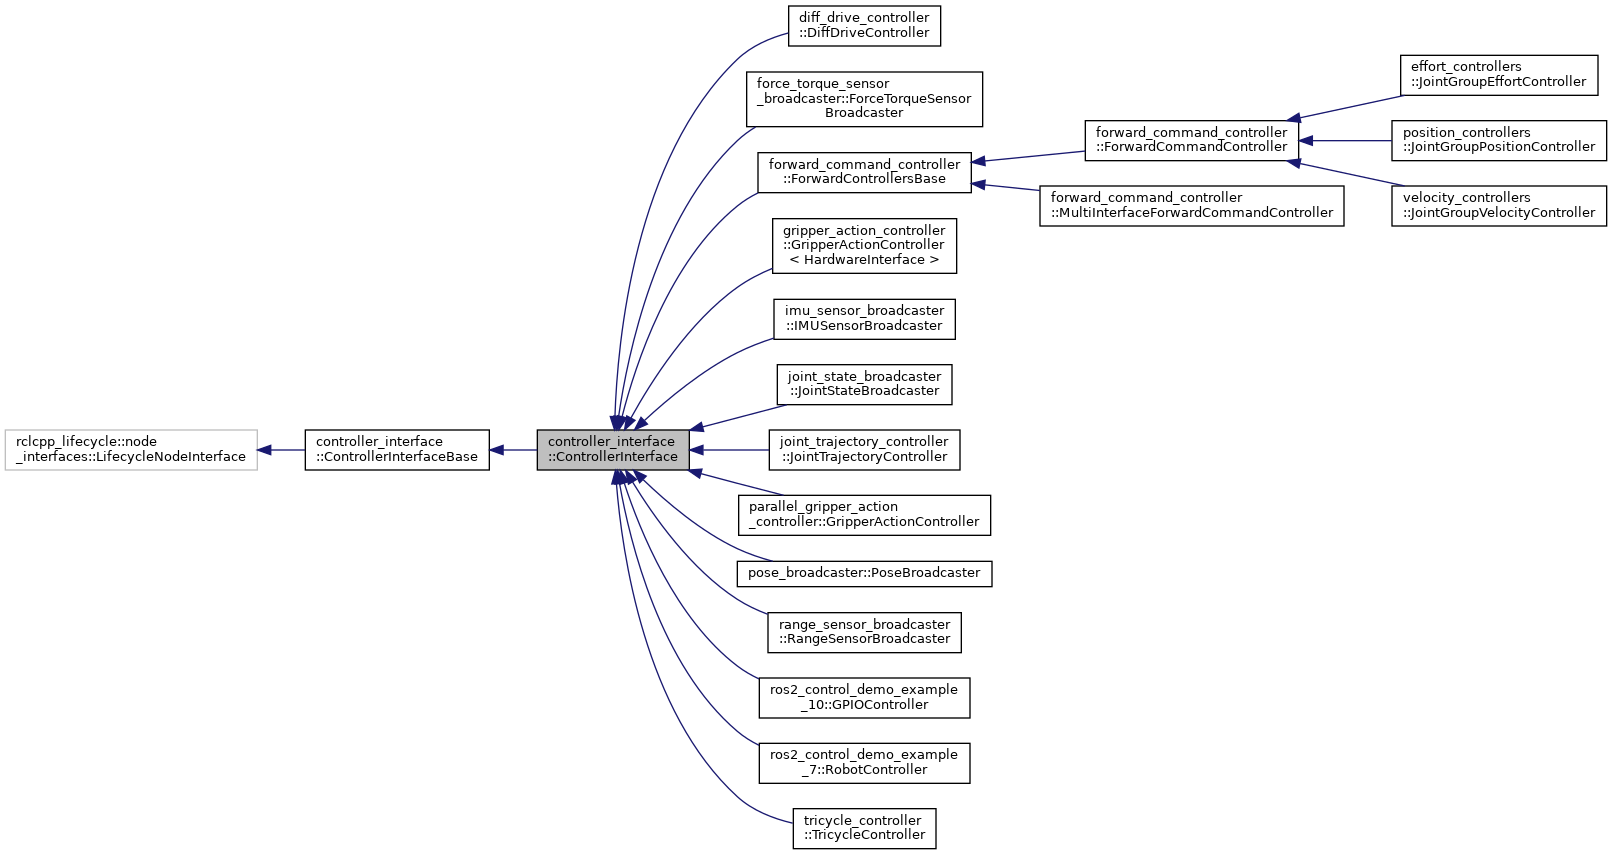 diff_drive_controller
::DiffDriveController
force_torque_sensor
_broadcaster::ForceTorqueSensor
Broadcaster
forward_command_controller
::ForwardControllersBase
forward_command_controller
::ForwardCommandController
effort_controllers
::JointGroupEffortController
position_controllers
::JointGroupPositionController
velocity_controllers
::JointGroupVelocityController
forward_command_controller
::MultiInterfaceForwardCommandController
gripper_action_controller
::GripperActionController
< HardwareInterface >
imu_sensor_broadcaster
::IMUSensorBroadcaster
joint_state_broadcaster
::JointStateBroadcaster
rclcpp_lifecycle::node
_interfaces::LifecycleNodeInterface
controller_interface
::ControllerInterfaceBase
controller_interface
::ControllerInterface
joint_trajectory_controller
::JointTrajectoryController
parallel_gripper_action
_controller::GripperActionController
pose_broadcaster::PoseBroadcaster
range_sensor_broadcaster
::RangeSensorBroadcaster
ros2_control_demo_example
_10::GPIOController
ros2_control_demo_example
_7::RobotController
tricycle_controller
::TricycleController